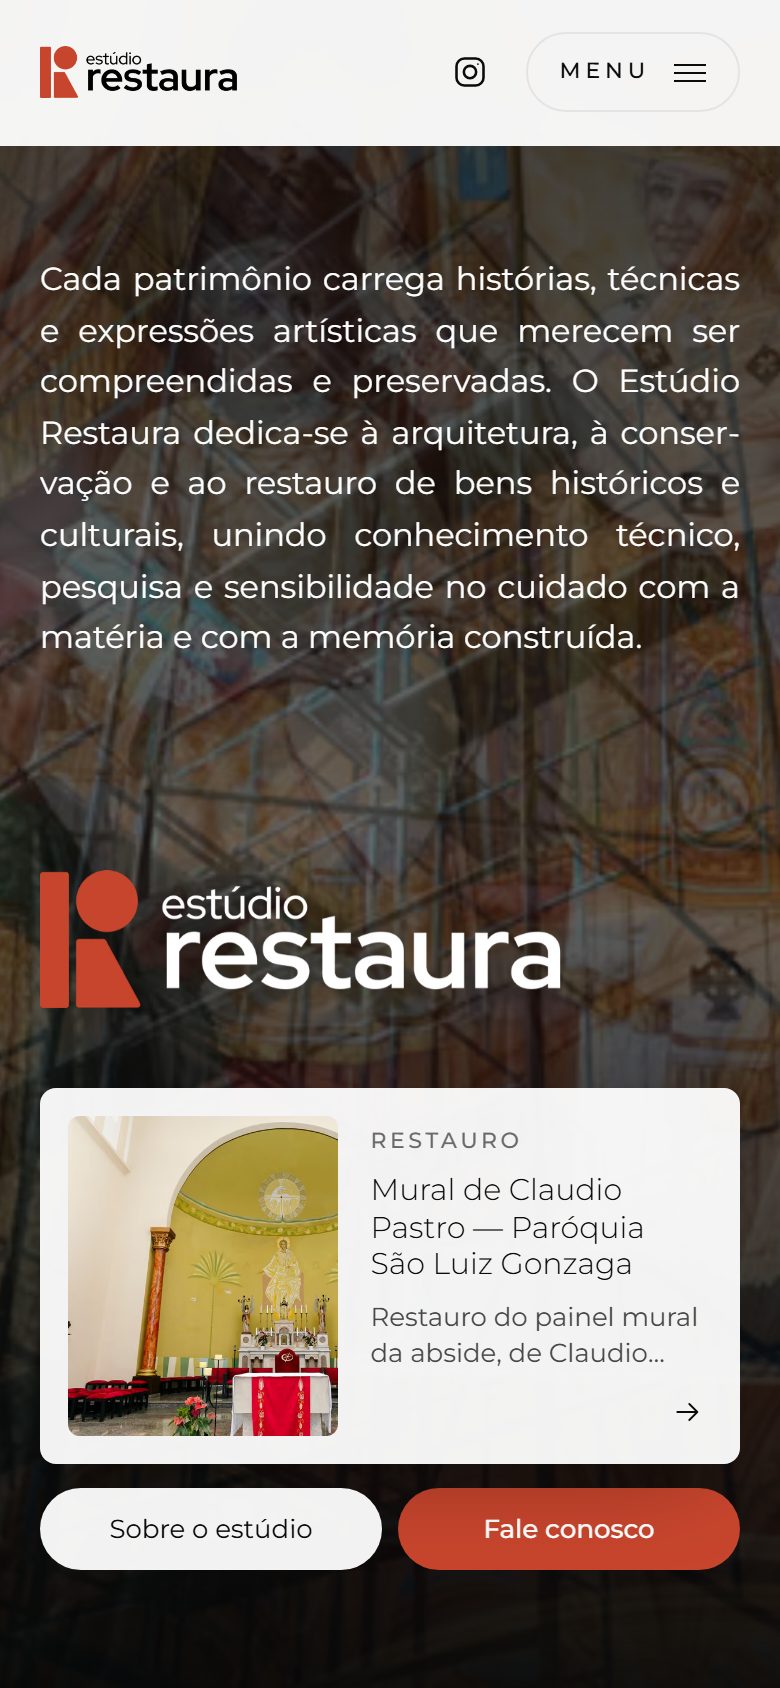 estúdio
restaura
MENU
Cada patrimônio carrega histórias, técnicas
e expressões artísticas que merecem ser
compreendidas e preservadas. O Estúdio
Restaura dedica-se à arquitetura, à conser-
vação e ao restauro de bens históricos e
culturais, unindo conhecimento técnico,
pesquisa e sensibilidade no cuidado com a
matéria e com a memória construída.
estúdio
restaura
RESTAURO
Mural de Claudio
Pastro — Paróquia
São Luiz Gonzaga
Restauro do painel mural
da abside, de Claudio...
Sobre o estúdio
Fale conosco